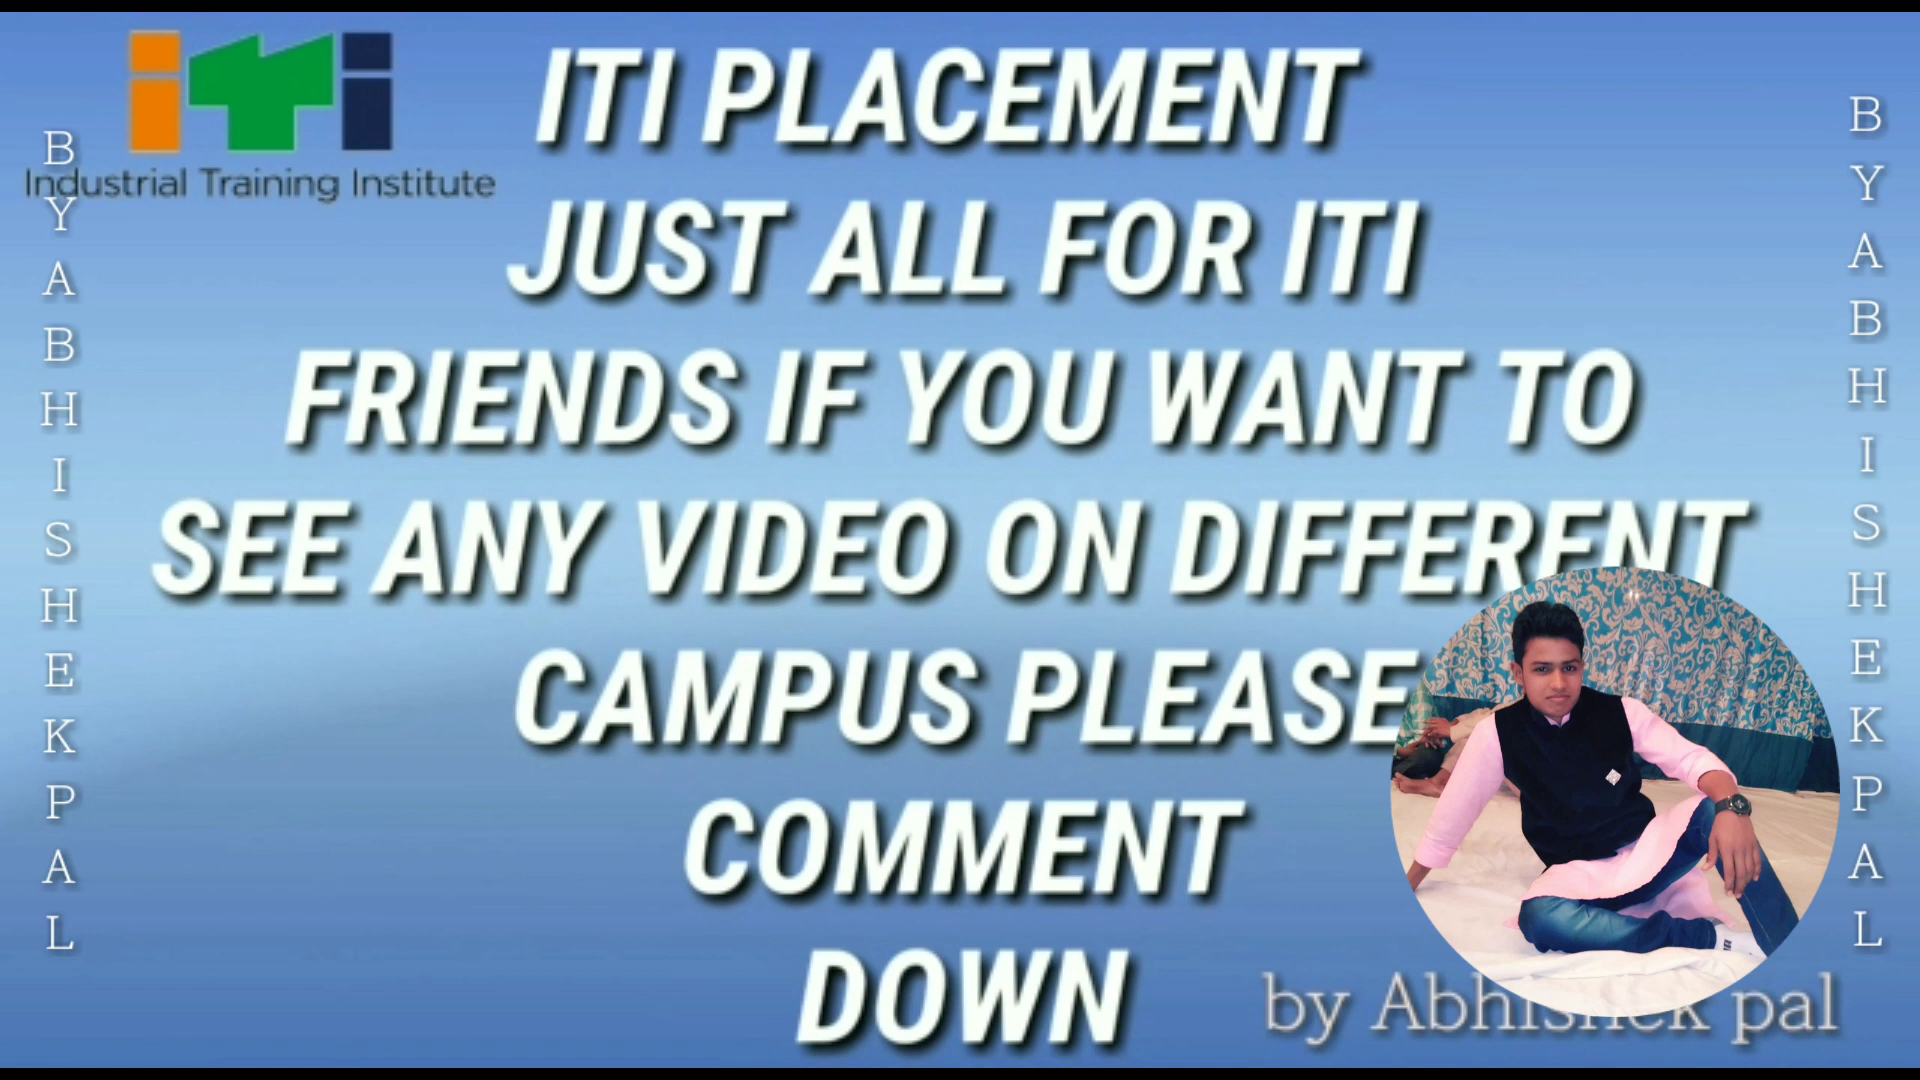 iTi
Industrial Training Institute
ITI PLACEMENT
JUST ALL FOR ITI
FRIENDS IF YOU WANT TO
SEE ANY VIDEO ON DIFFERENT
CAMPUS PLEASE
COMMENT
DOWN
by Abhishek pal
BYABHISHEKPAL
BYABHISHEKPAL